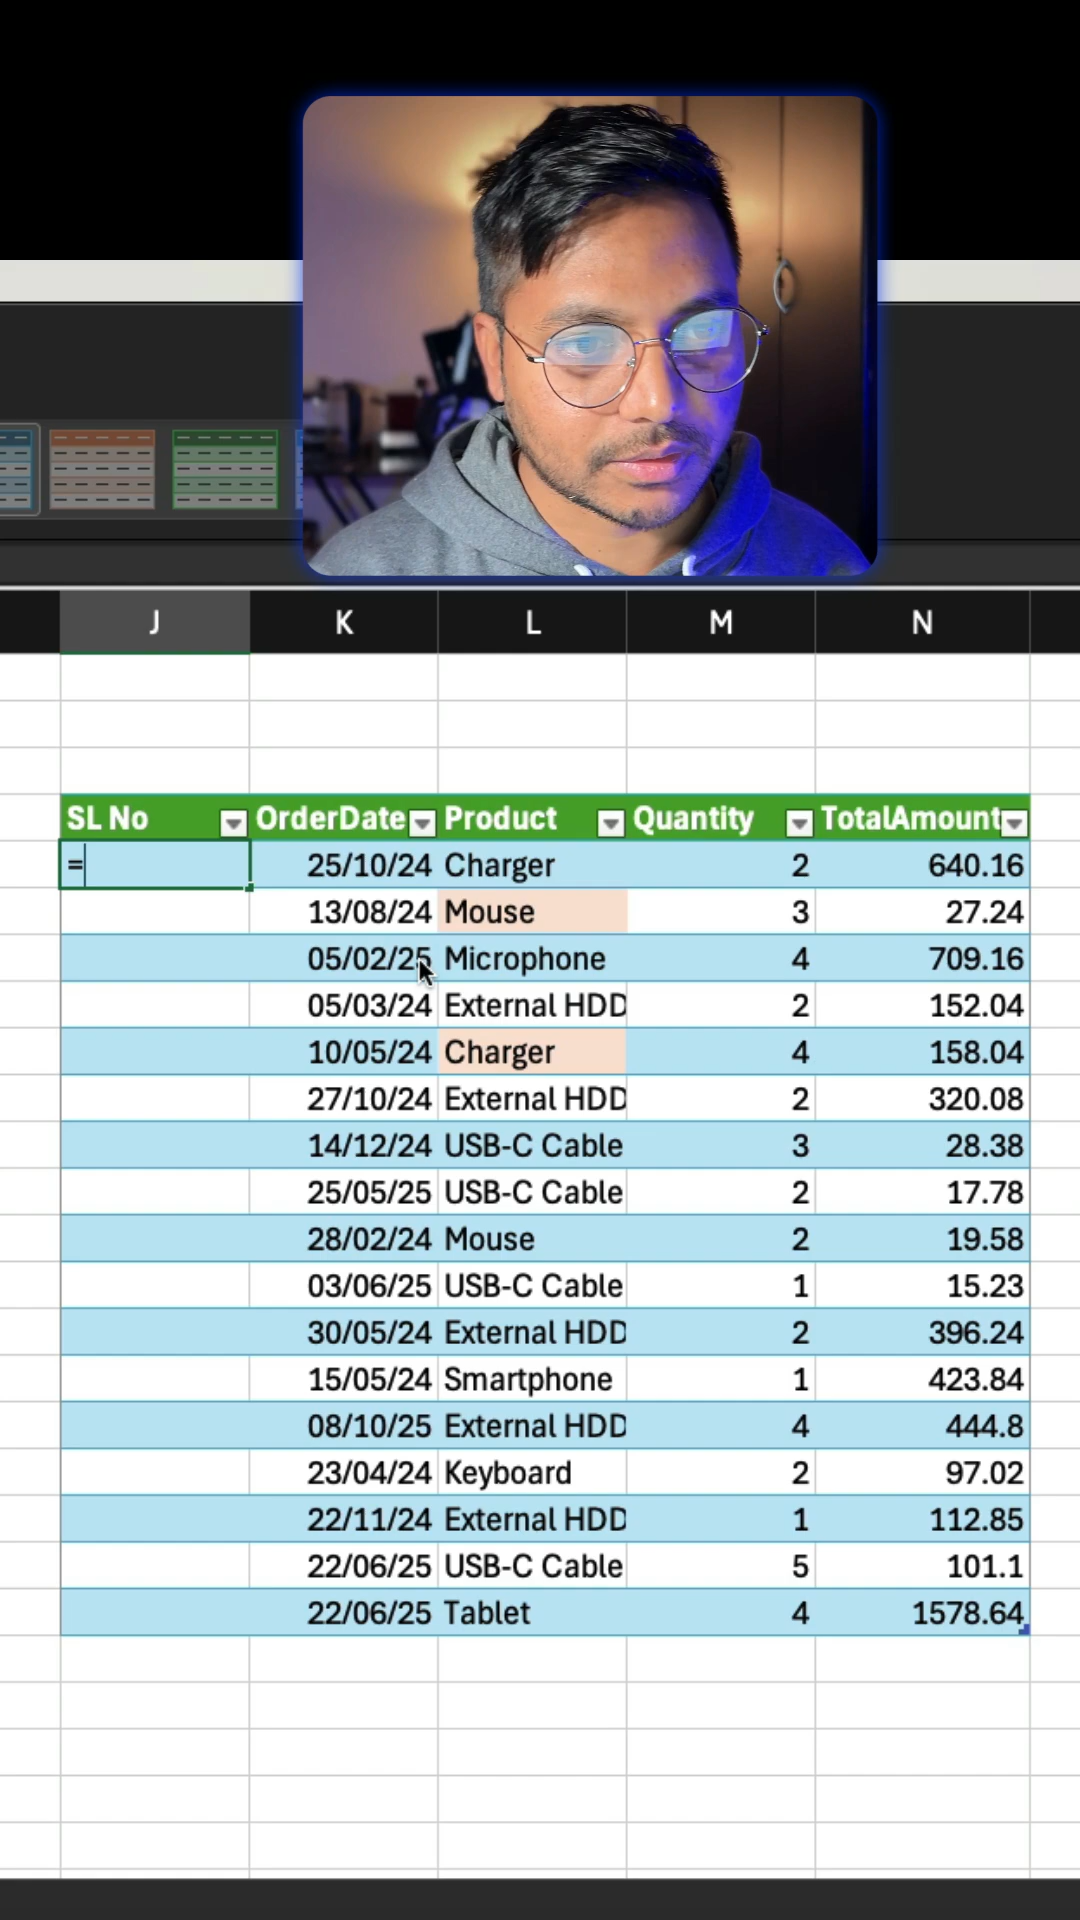 J K L M N
SL No OrderDate Product Quantity TotalAmount
= 25/10/24 Charger 2 640.16
13/08/24 Mouse 3 27.24
05/02/25 Microphone 4 709.16
05/03/24 External HDD 2 152.04
10/05/24 Charger 4 158.04
27/10/24 External HDD 2 320.08
14/12/24 USB-C Cable 3 28.38
25/05/25 USB-C Cable 2 17.78
28/02/24 Mouse 2 19.58
03/06/25 USB-C Cable 1 15.23
30/05/24 External HDD 2 396.24
15/05/24 Smartphone 1 423.84
08/10/25 External HDD 4 444.8
23/04/24 Keyboard 2 97.02
22/11/24 External HDD 1 112.85
22/06/25 USB-C Cable 5 101.1
22/06/25 Tablet 4 1578.64